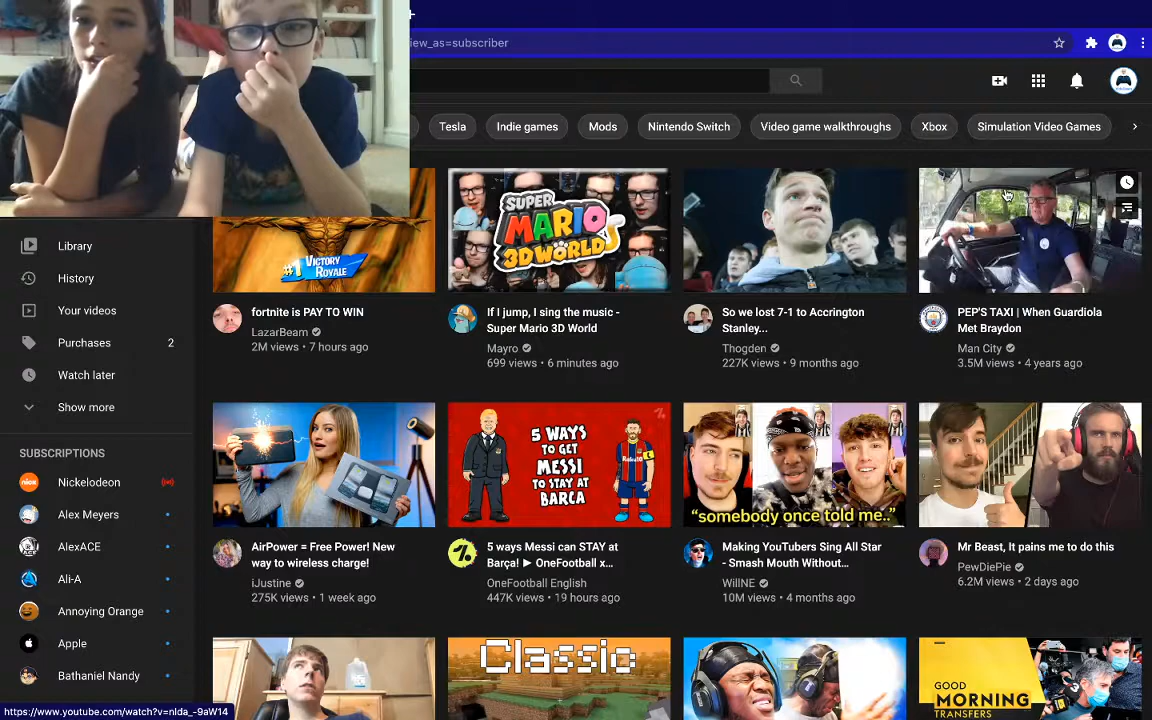 iew_as=subscriber
Tesla
Indie games
Mods
Nintendo Switch
Video game walkthroughs
Xbox
Simulation Video Games
#1 VICTORY
ROYALE
SUPER
MARIO
3D WORLD
Library
History
Your videos
Purchases
2
Watch later
Show more
SUBSCRIPTIONS
Nickelodeon
Alex Meyers
AlexACE
Ali-A
Annoying Orange
Apple
Bathaniel Nandy
fortnite is PAY TO WIN
LazarBeam
2M views • 7 hours ago
If I jump, I sing the music -
Super Mario 3D World
Mayro
699 views • 6 minutes ago
So we lost 7-1 to Accrington
Stanley...
Thogden
227K views • 9 months ago
PEP'S TAXI | When Guardiola
Met Braydon
Man City
3.5M views • 4 years ago
5 WAYS
TO GET
MESSI
TO STAY AT
BARCA!
"somebody once told me.."
AirPower = Free Power! New
way to wireless charge!
iJustine
275K views • 1 week ago
5 ways Messi can STAY at
Barça! ► OneFootball x...
OneFootball English
447K views • 19 hours ago
Making YouTubers Sing All Star
- Smash Mouth Without...
WillNE
10M views • 4 months ago
Mr Beast, It pains me to do this
PewDiePie
6.2M views • 2 days ago
Classic
GOOD
MORNING
TRANSFERS
https://www.youtube.com/watch?v=nlda_-9aW14